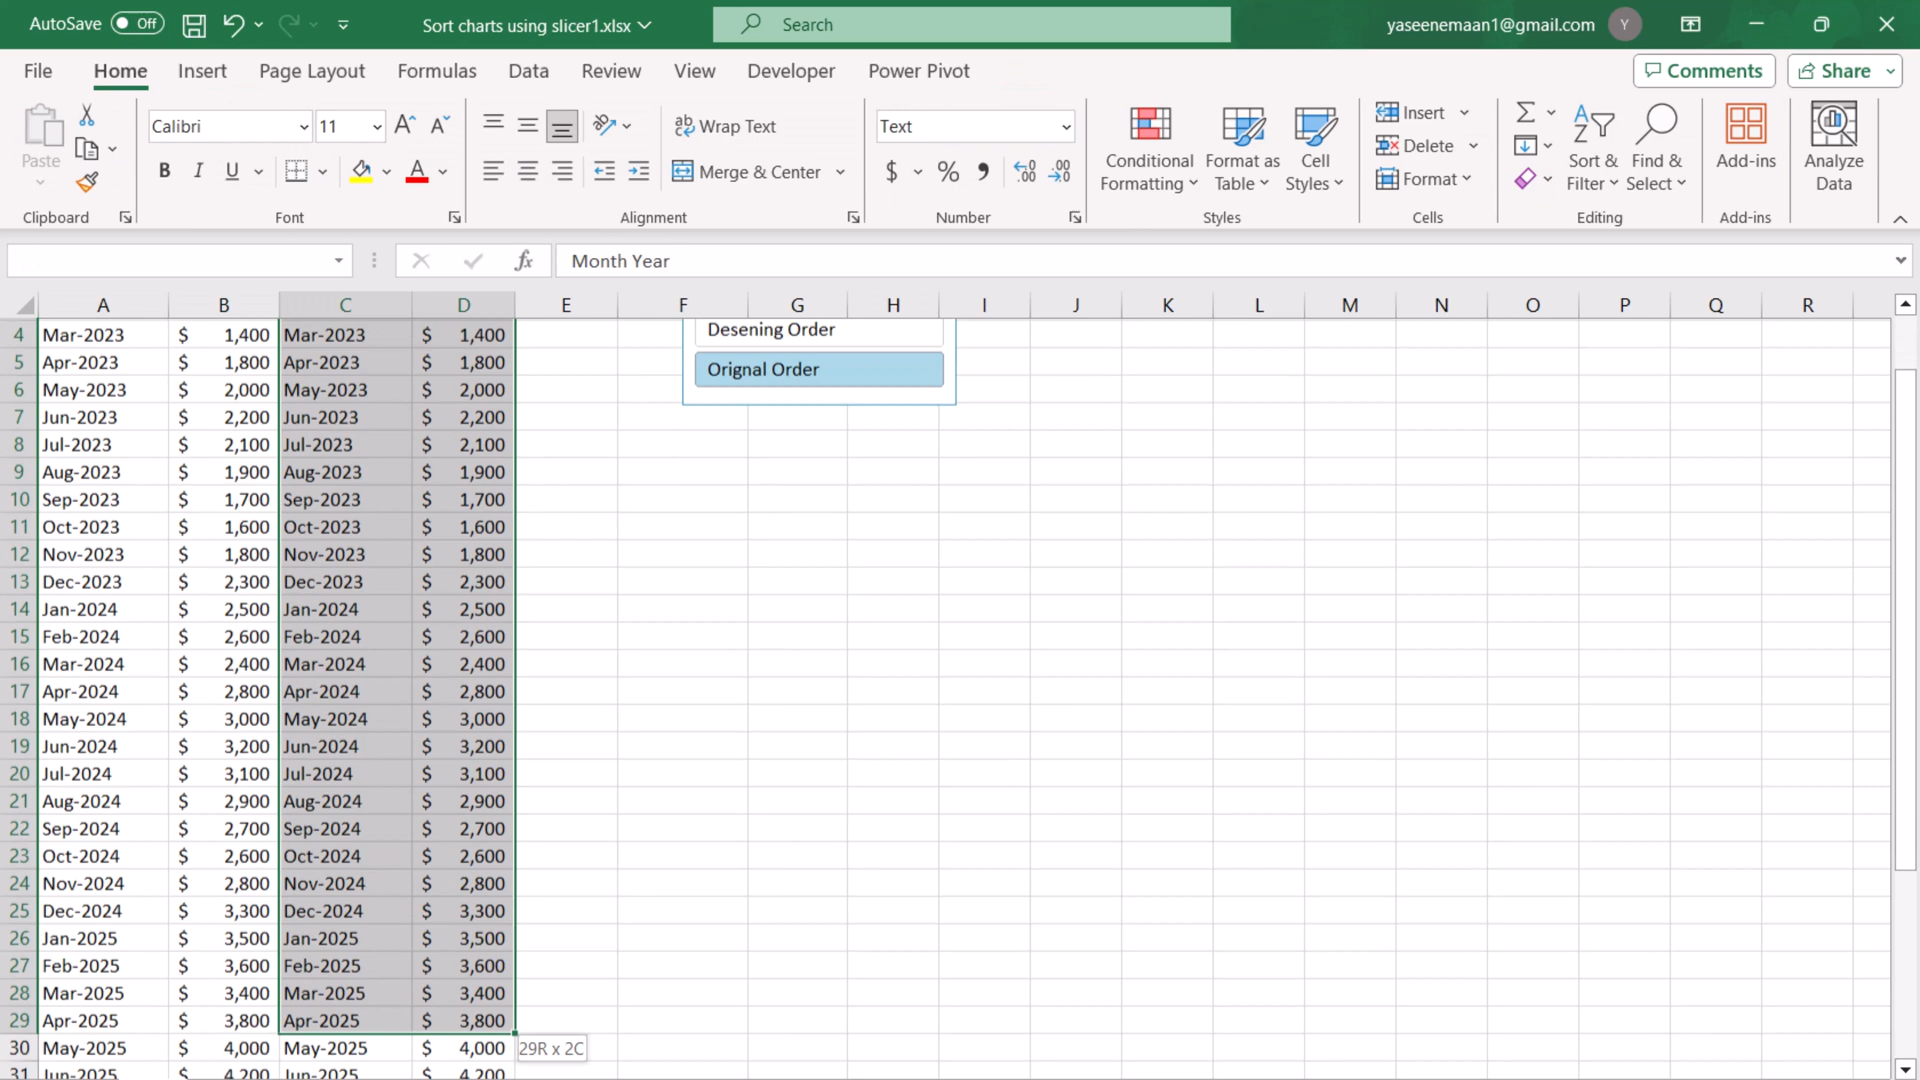 AutoSave Off Sort charts using slicer1.xlsx Search yaseenemaan1@gmail.com Y
File Home Insert Page Layout Formulas Data Review View Developer Power Pivot Comments Share
Paste Calibri 11 Wrap Text Text Conditional Formatting Format as Table Cell Styles Insert Sort & Filter Find & Select Add-ins Analyze Data
B I U A Merge & Center $ % Delete
Format
Clipboard Font Alignment Number Styles Cells Editing Add-ins
fx Month Year
A B C D E F G H I J K L M N O P Q R
4 Mar-2023 $ 1,400 Mar-2023 $ 1,400 Desening Order
5 Apr-2023 $ 1,800 Apr-2023 $ 1,800 Orignal Order
6 May-2023 $ 2,000 May-2023 $ 2,000
7 Jun-2023 $ 2,200 Jun-2023 $ 2,200
8 Jul-2023 $ 2,100 Jul-2023 $ 2,100
9 Aug-2023 $ 1,900 Aug-2023 $ 1,900
10 Sep-2023 $ 1,700 Sep-2023 $ 1,700
11 Oct-2023 $ 1,600 Oct-2023 $ 1,600
12 Nov-2023 $ 1,800 Nov-2023 $ 1,800
13 Dec-2023 $ 2,300 Dec-2023 $ 2,300
14 Jan-2024 $ 2,500 Jan-2024 $ 2,500
15 Feb-2024 $ 2,600 Feb-2024 $ 2,600
16 Mar-2024 $ 2,400 Mar-2024 $ 2,400
17 Apr-2024 $ 2,800 Apr-2024 $ 2,800
18 May-2024 $ 3,000 May-2024 $ 3,000
19 Jun-2024 $ 3,200 Jun-2024 $ 3,200
20 Jul-2024 $ 3,100 Jul-2024 $ 3,100
21 Aug-2024 $ 2,900 Aug-2024 $ 2,900
22 Sep-2024 $ 2,700 Sep-2024 $ 2,700
23 Oct-2024 $ 2,600 Oct-2024 $ 2,600
24 Nov-2024 $ 2,800 Nov-2024 $ 2,800
25 Dec-2024 $ 3,300 Dec-2024 $ 3,300
26 Jan-2025 $ 3,500 Jan-2025 $ 3,500
27 Feb-2025 $ 3,600 Feb-2025 $ 3,600
28 Mar-2025 $ 3,400 Mar-2025 $ 3,400
29 Apr-2025 $ 3,800 Apr-2025 $ 3,800
30 May-2025 $ 4,000 May-2025 $ 4,000 29R x 2C
31 Jun-2025 $ 4,200 Jun-2025 $ 4,200